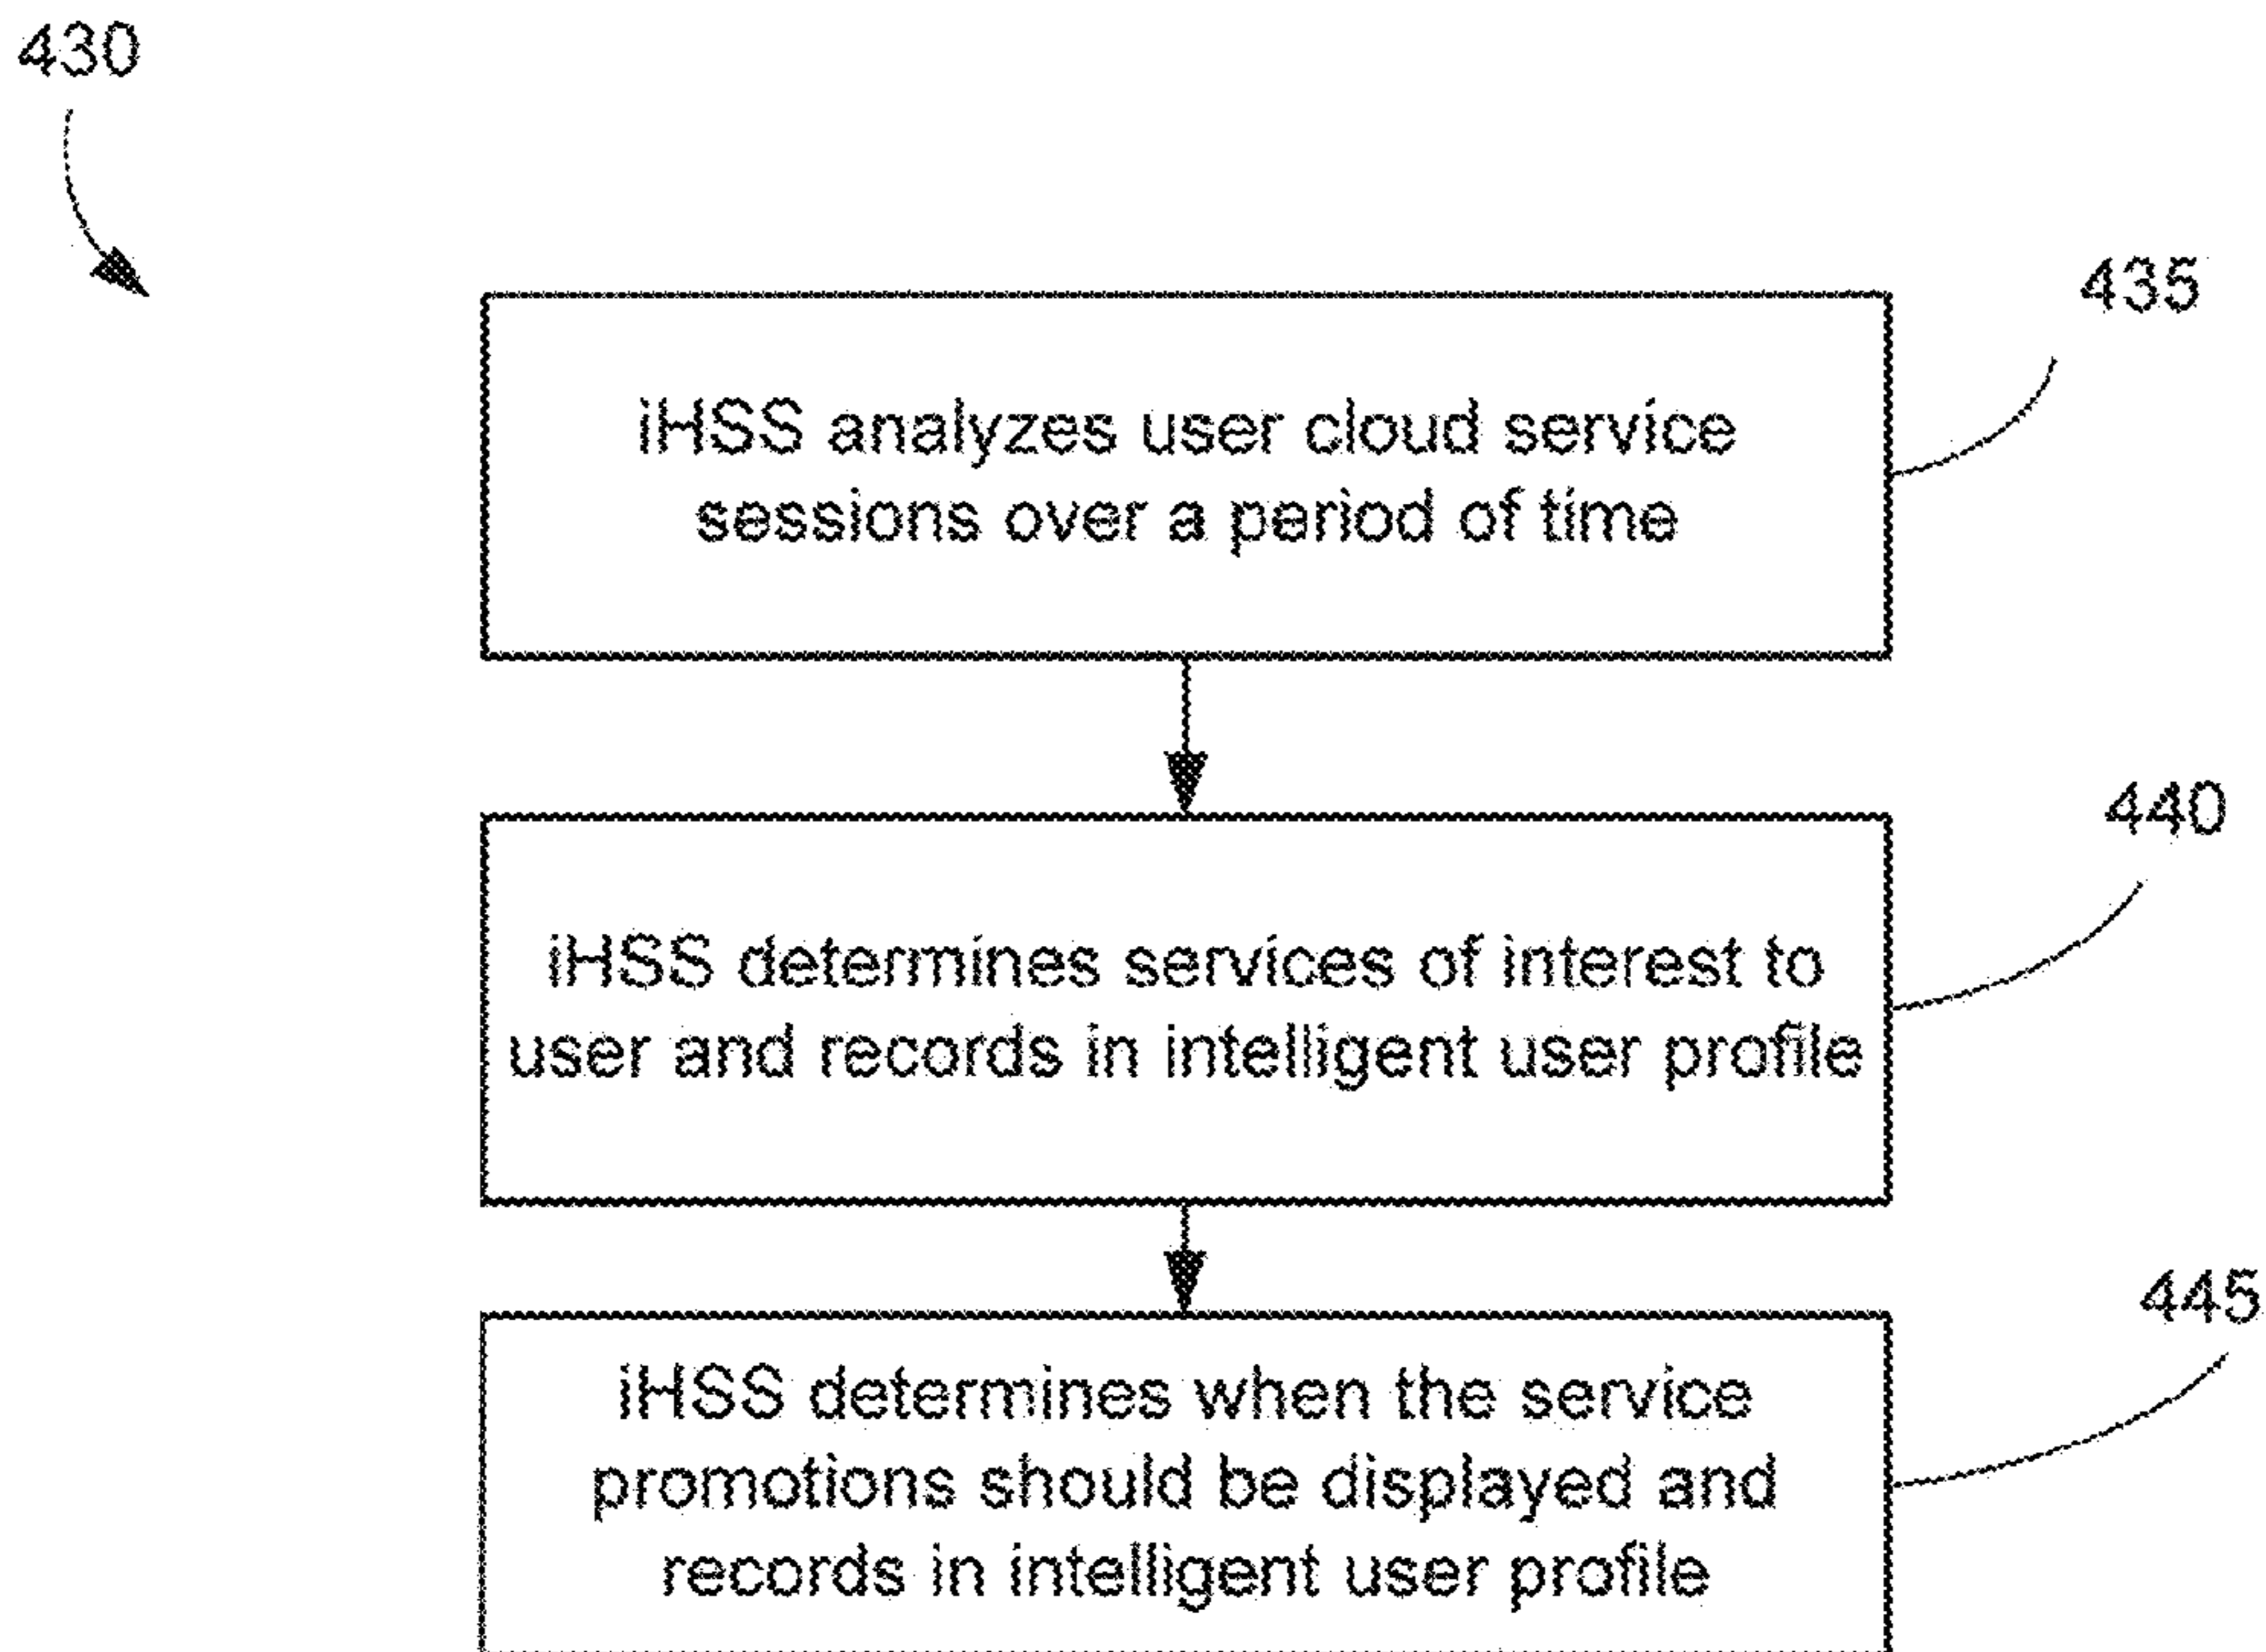 430
435
iHSS analyzes user cloud service
sessions over a period of time
440
iHSS determines services of interest to
user and records in intelligent user profile
445
iHSS determines when the service
promotions should be displayed and
records in intelligent user profile